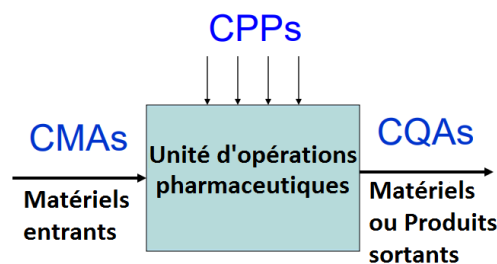 CPPs
CMAs
Matériels
entrants
Unité d'opérations
pharmaceutiques
CQAs
Matériels
ou Produits
sortants